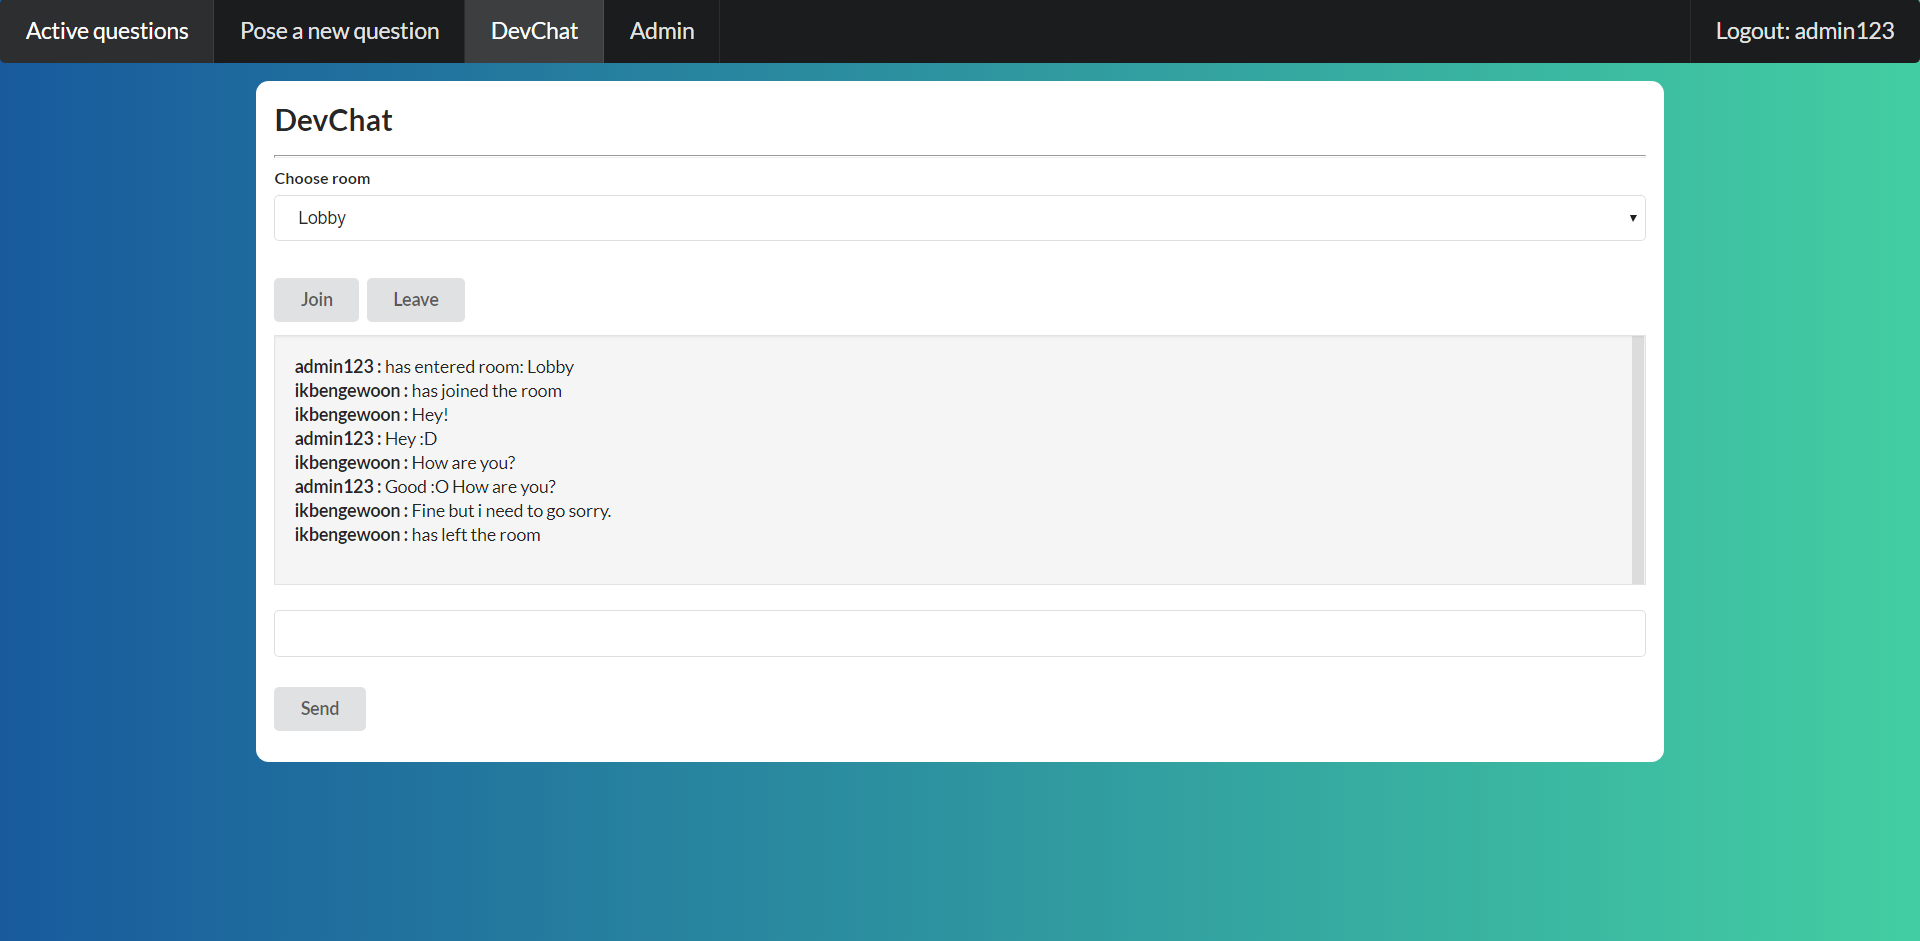 Active questions Pose a new question DevChat Admin Logout: admin123
DevChat
Choose room
Lobby
Join Leave
admin123 : has entered room: Lobby
ikbengewoon : has joined the room
ikbengewoon : Hey!
admin123 : Hey :D
ikbengewoon : How are you?
admin123 : Good :O How are you?
ikbengewoon : Fine but i need to go sorry.
ikbengewoon : has left the room
Send